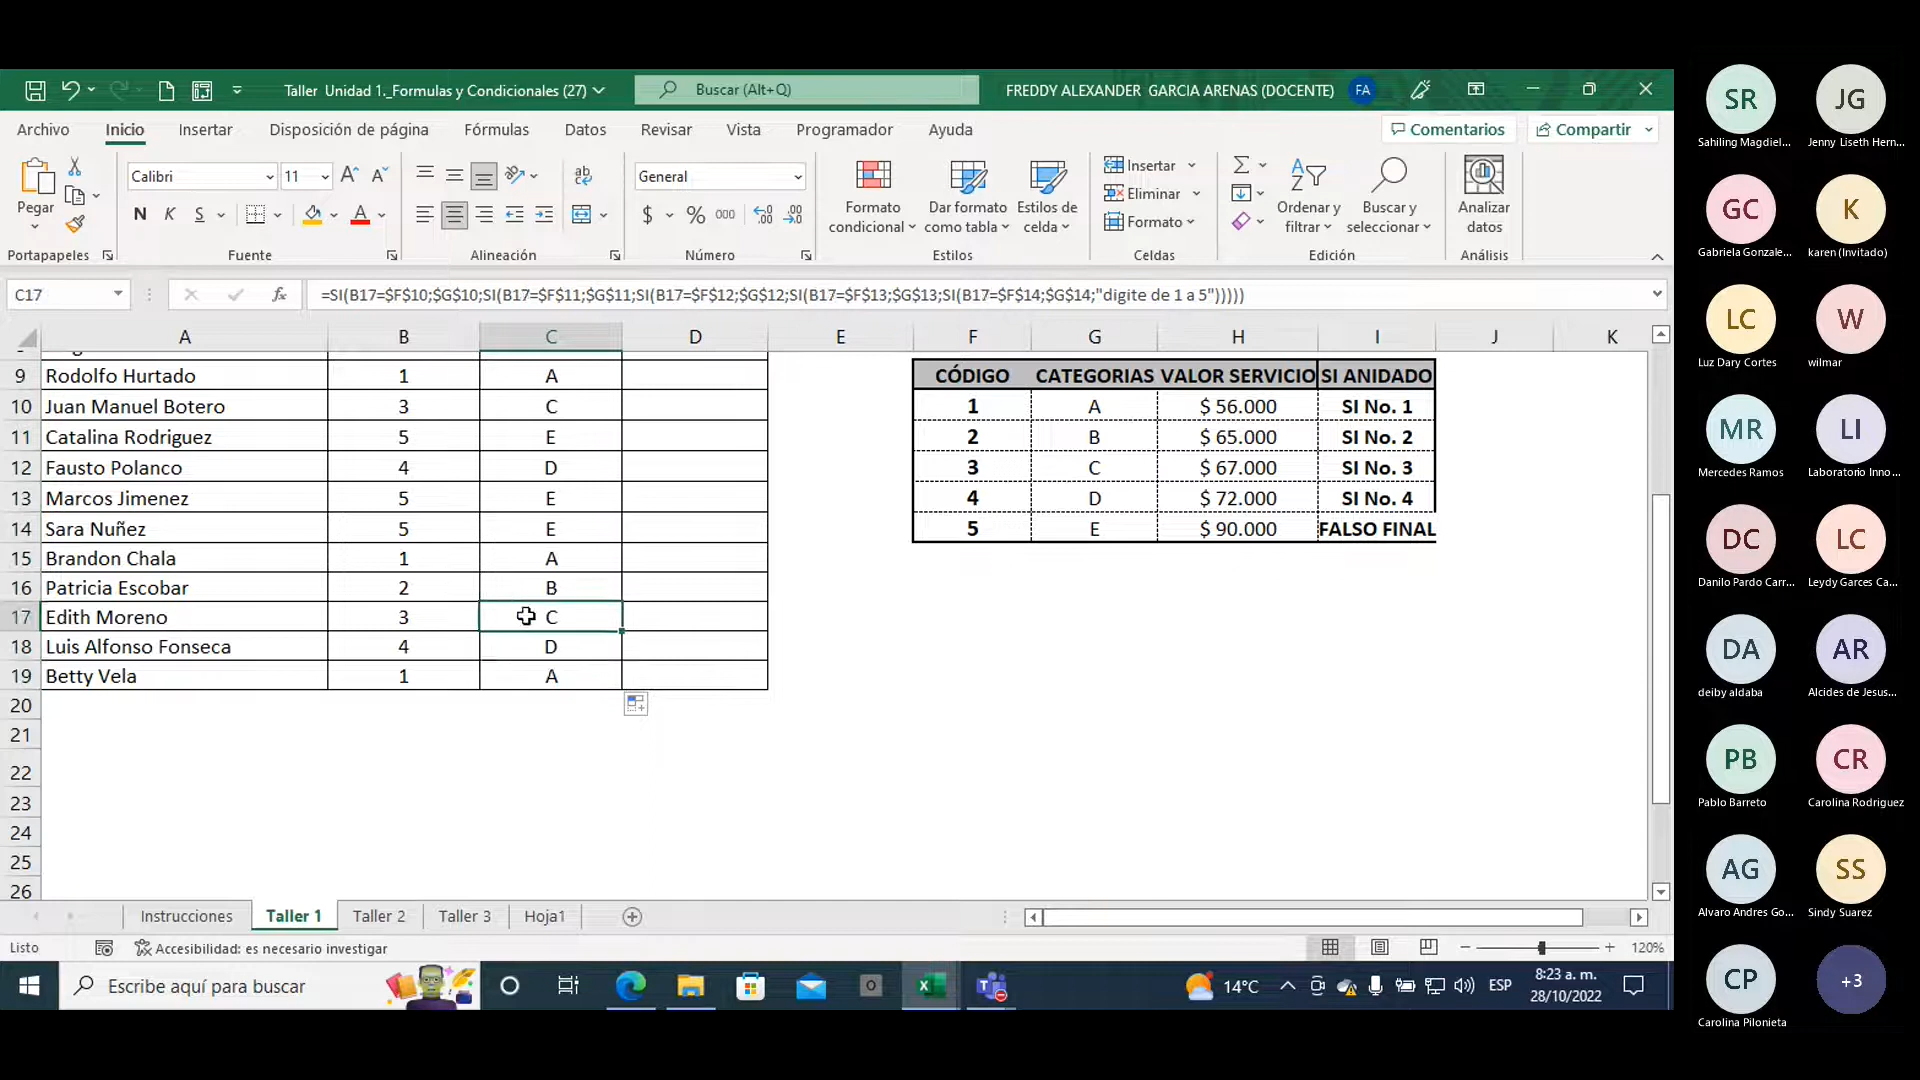 Taller Unidad 1._Formulas y Condicionales (27)
Buscar (Alt+Q)
FREDDY ALEXANDER GARCIA ARENAS (DOCENTE)
FA
Archivo Inicio Insertar Disposición de página Fórmulas Datos Revisar Vista Programador Ayuda
Comentarios
Compartir
Pegar
Portapapeles
Calibri
11
N K S
Fuente
Alineación
General
$ % 000
Número
Formato condicional
Dar formato como tabla
Estilos de celda
Estilos
Insertar
Eliminar
Formato
Celdas
Ordenar y filtrar
Buscar y seleccionar
Edición
Analizar datos
Análisis
C17
=SI(B17=$F$10;$G$10;SI(B17=$F$11;$G$11;SI(B17=$F$12;$G$12;SI(B17=$F$13;$G$13;SI(B17=$F$14;$G$14;"digite de 1 a 5")))))
A B C D E F G H I J K
9 Rodolfo Hurtado 1 A CÓDIGO CATEGORIAS VALOR SERVICIO SI ANIDADO
10 Juan Manuel Botero 3 C 1 A $ 56.000 SI No. 1
11 Catalina Rodriguez 5 E 2 B $ 65.000 SI No. 2
12 Fausto Polanco 4 D 3 C $ 67.000 SI No. 3
13 Marcos Jimenez 5 E 4 D $ 72.000 SI No. 4
14 Sara Nuñez 5 E 5 E $ 90.000 FALSO FINAL
15 Brandon Chala 1 A
16 Patricia Escobar 2 B
17 Edith Moreno 3 C
18 Luis Alfonso Fonseca 4 D
19 Betty Vela 1 A
20
21
22
23
24
25
26
Instrucciones Taller 1 Taller 2 Taller 3 Hoja1
Listo
Accesibilidad: es necesario investigar
120%
Escribe aquí para buscar
14°C
ESP
8:23 a. m.
28/10/2022
SR JG
Sahiling Magdiel... Jenny Liseth Hern...
GC K
Gabriela Gonzale... karen (Invitado)
LC W
Luz Dary Cortes wilmar
MR LI
Mercedes Ramos Laboratorio Inno...
DC LC
Danilo Pardo Carr... Leydy Garces Ca...
DA AR
deiby aldaba Alcides de Jesus...
PB CR
Pablo Barreto Carolina Rodriguez
AG SS
Alvaro Andres Go... Sindy Suarez
CP +3
Carolina Pilonieta